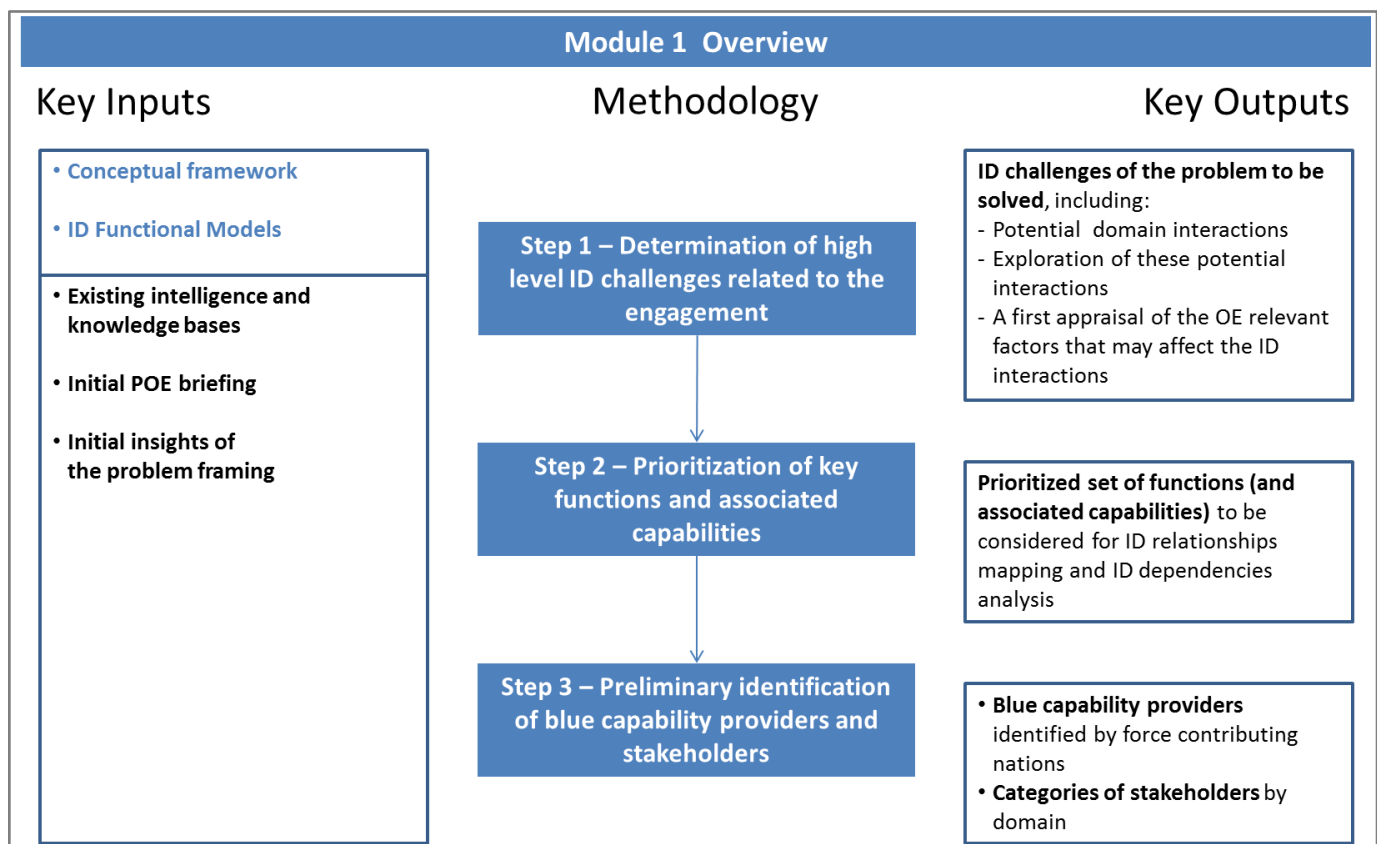 Module 1 Overview
Key Inputs
Methodology
Key Outputs
• Conceptual framework
• ID Functional Models
• Existing intelligence and
knowledge bases
• Initial POE briefing
• Initial insights of
the problem framing
Step 1 – Determination of high
level ID challenges related to the
engagement
Step 2 – Prioritization of key
functions and associated
capabilities
Step 3 – Preliminary identification
of blue capability providers and
stakeholders
ID challenges of the problem to be
solved, including:
- Potential domain interactions
- Exploration of these potential
interactions
- A first appraisal of the OE relevant
factors that may affect the ID
interactions
Prioritized set of functions (and
associated capabilities) to be
considered for ID relationships
mapping and ID dependencies
analysis
• Blue capability providers
identified by force contributing
nations
• Categories of stakeholders by
domain